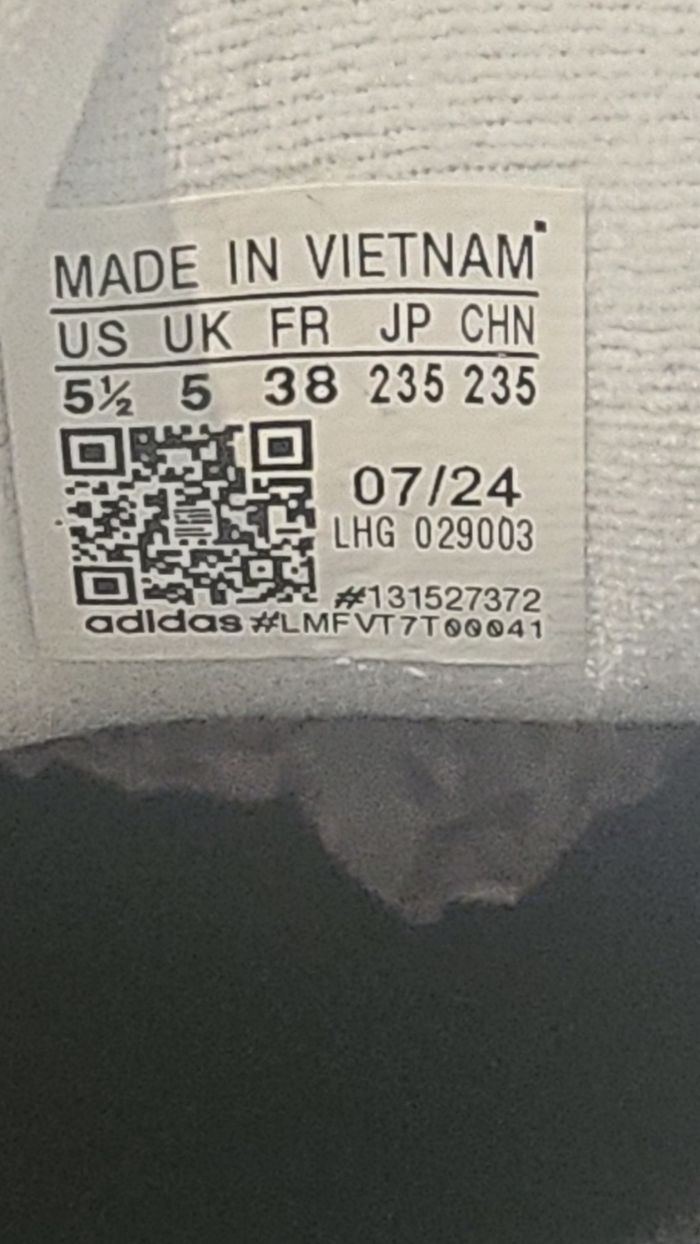 MADE IN VIETNAM
US UK FR JP CHN
5½ 5 38 235 235
07/24
LHG 029003
#131527372
adidas #LMFVT7T00041